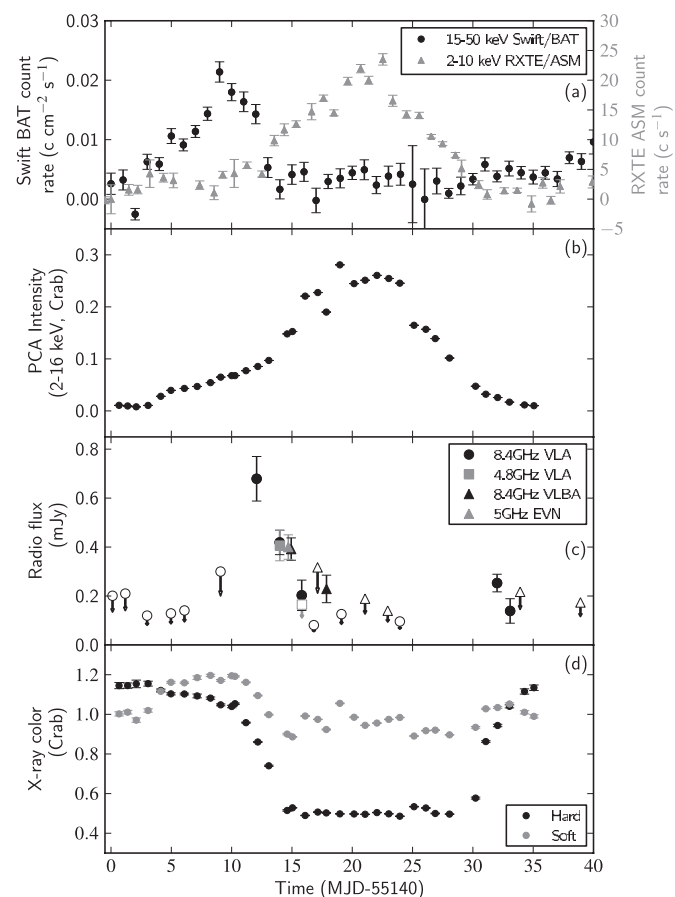 0.03
0.02
0.01
0.00
Swift BAT count
rate (c cm−2 s−1)
30
25
20
15
10
5
0
−5
RXTE ASM count
rate (c s−1)
15-50 keV Swift/BAT
2-10 keV RXTE/ASM
(a)
0.3
0.2
0.1
0.0
PCA Intensity
(2-16 keV, Crab)
(b)
0.8
0.6
0.4
0.2
0.0
Radio flux
(mJy)
8.4GHz VLA
4.8GHz VLA
8.4GHz VLBA
5GHz EVN
(c)
1.2
1.0
0.8
0.6
0.4
X-ray color
(Crab)
(d)
Hard
Soft
0 5 10 15 20 25 30 35 40
Time (MJD-55140)